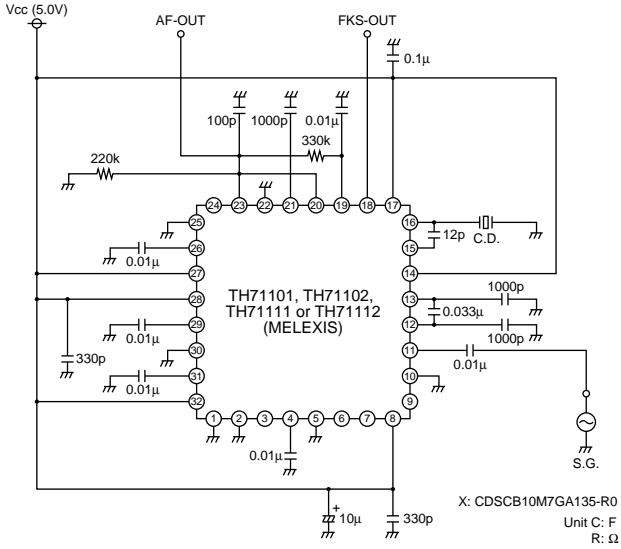 Vcc (5.0V)
AF-OUT
FKS-OUT
0.1μ
100p
1000p
0.01μ
330k
220k
24
23
22
21
20
19
18
17
25
16
12p
C.D.
26
15
0.01μ
27
14
28
13
1000p
TH71101, TH71102,
TH71111 or TH71112
(MELEXIS)
0.033μ
29
12
0.01μ
1000p
330p
30
11
0.01μ
31
10
0.01μ
32
9
1
2
3
4
5
6
7
8
0.01μ
S.G.
+
10μ
330p
X: CDSCB10M7GA135-R0
Unit C: F
R: Ω